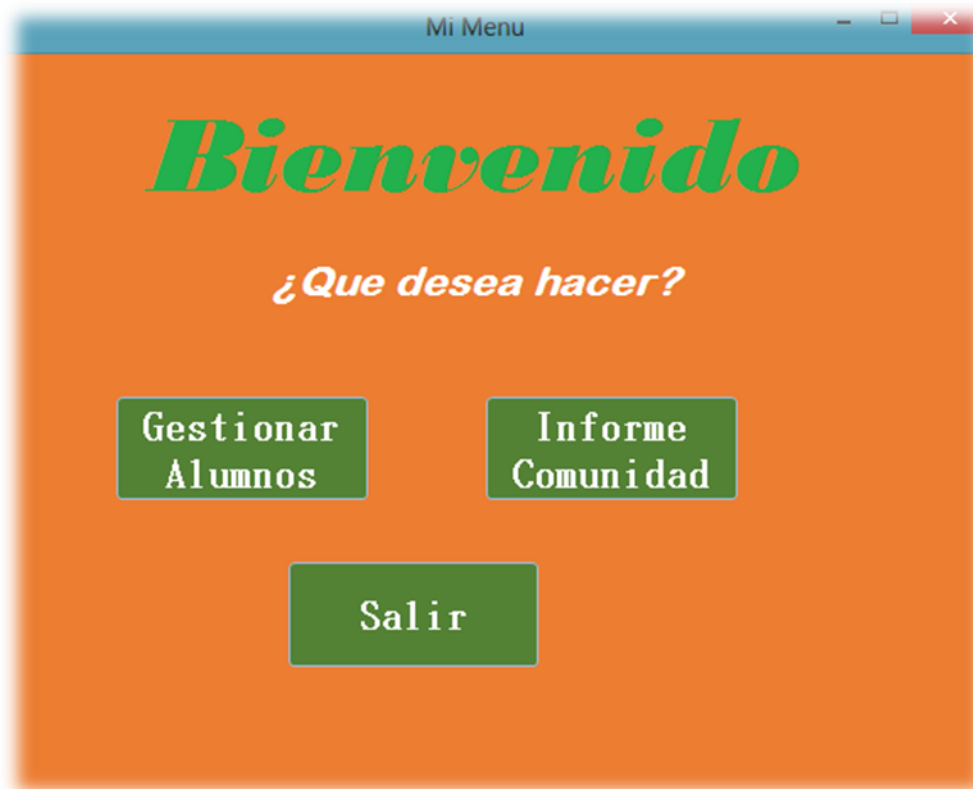 Mi Menu
Bienvenido
¿Que desea hacer?
Gestionar
Alumnos
Informe
Comunidad
Salir